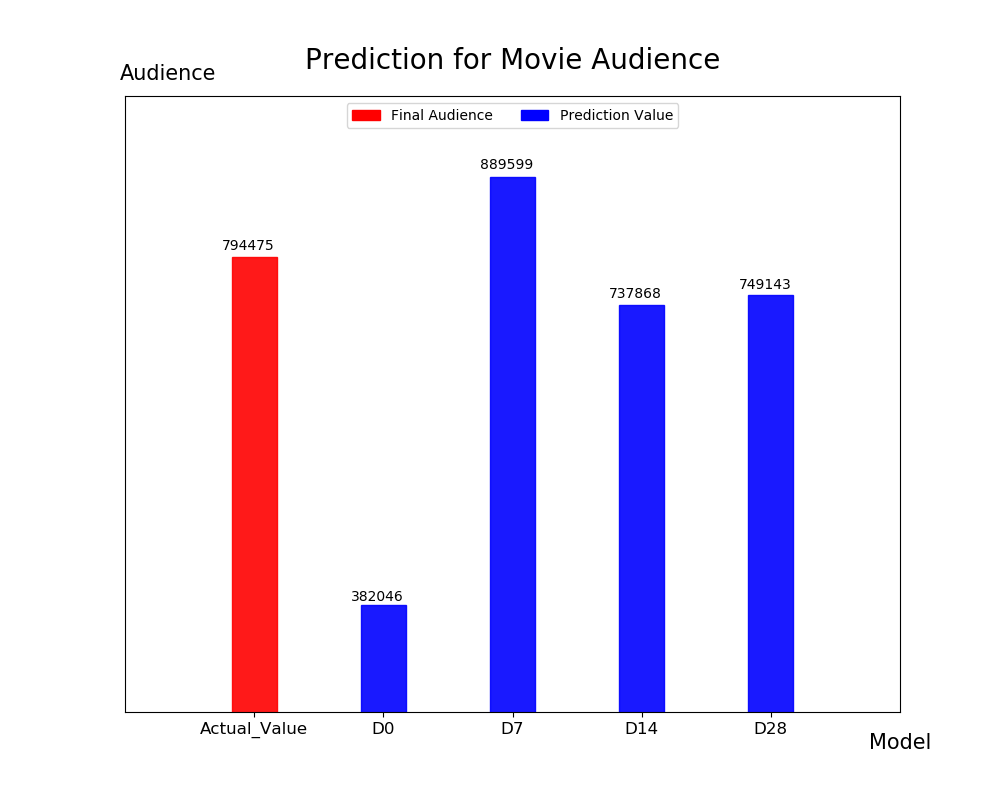 Prediction for Movie Audience
Audience
Final Audience
Prediction Value
889599
794475
749143
737868
382046
Actual_Value
D0
D7
D14
D28
Model